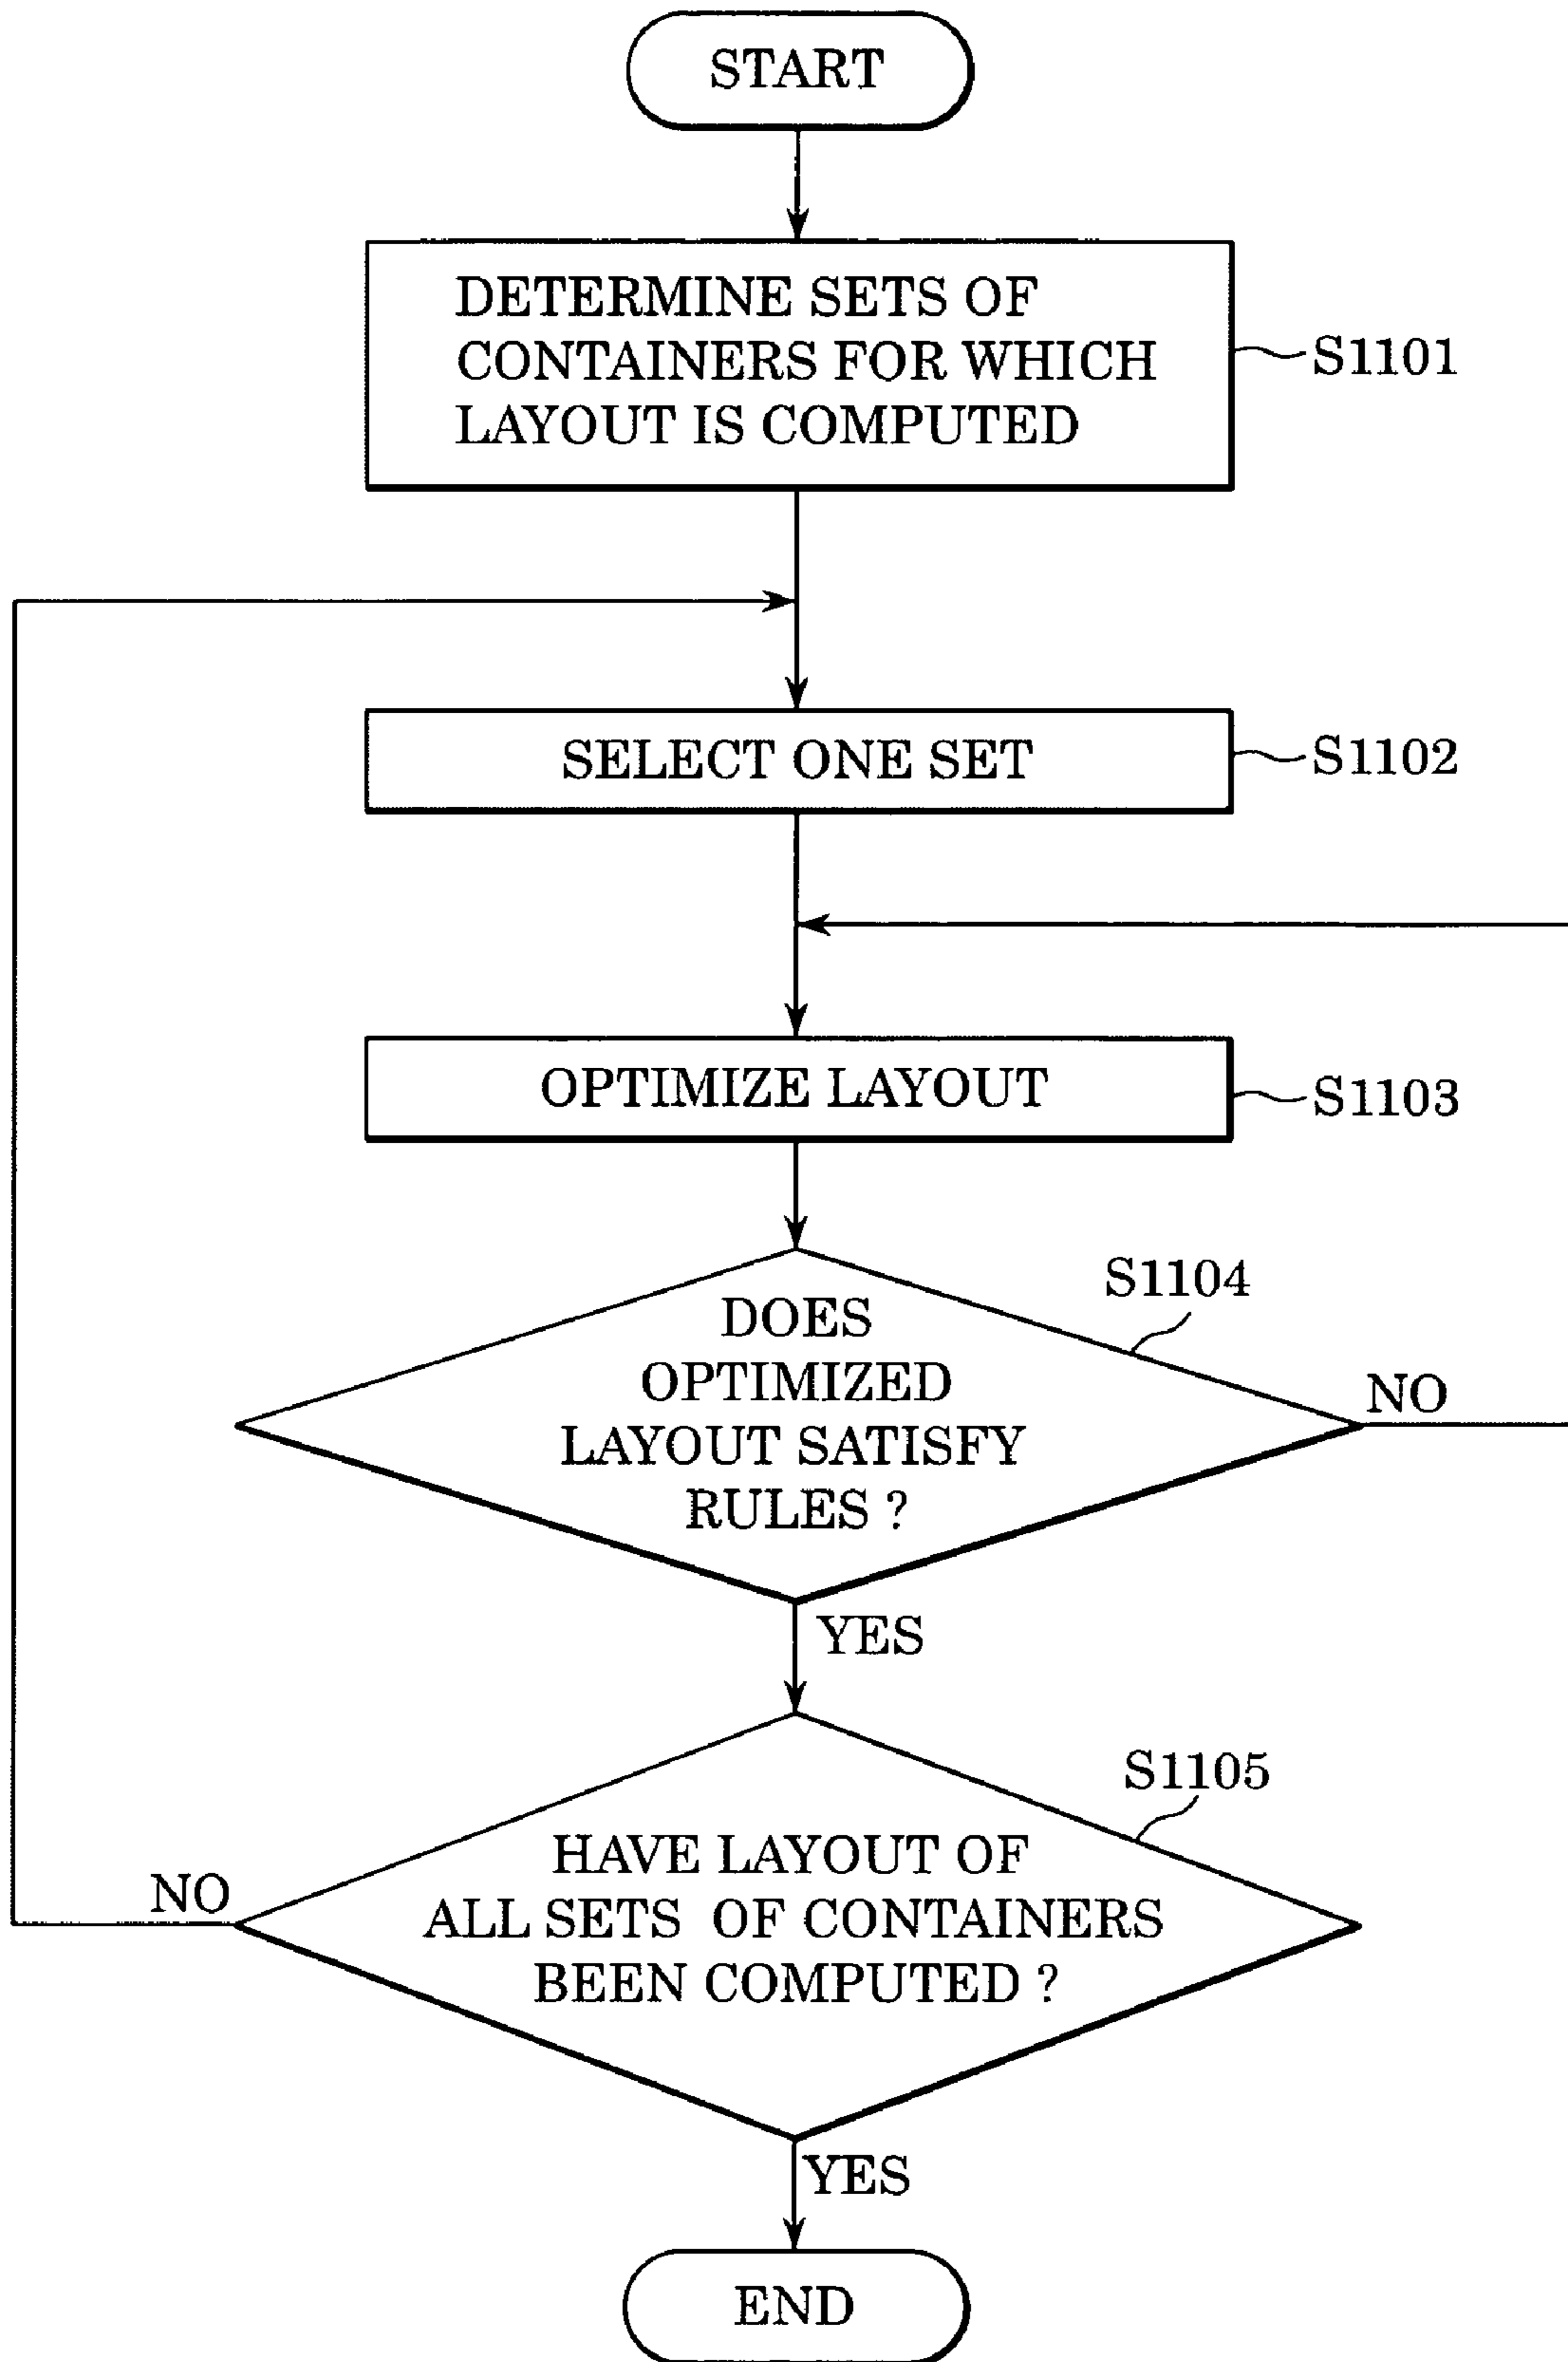 START
DETERMINE SETS OF
CONTAINERS FOR WHICH
LAYOUT IS COMPUTED
S1101
SELECT ONE SET
S1102
OPTIMIZE LAYOUT
S1103
S1104
DOES
OPTIMIZED
LAYOUT SATISFY
RULES ?
NO
YES
S1105
HAVE LAYOUT OF
ALL SETS OF CONTAINERS
BEEN COMPUTED ?
NO
YES
END